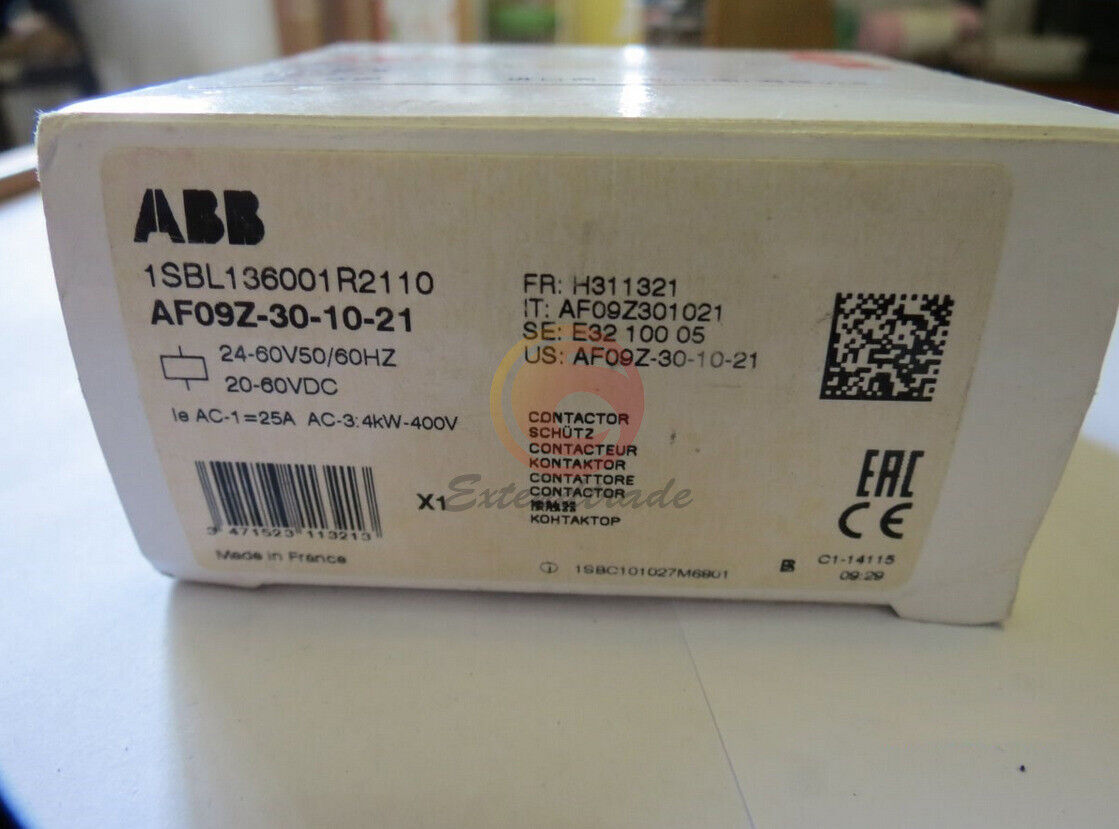 ABB
1SBL136001R2110
AF09Z-30-10-21
24-60V50/60HZ
20-60VDC
Ie AC-1=25A AC-3:4kW-400V
3 471523 113213
Made in France
X1
FR: H311321
IT: AF09Z301021
SE: E32 100 05
US: AF09Z-30-10-21
CONTACTOR
SCHÜTZ
CONTACTEUR
KONTAKTOR
CONTATTORE
CONTACTOR
接触器
КОНТАКТОР
1SBC101027M6801
EAC
CE
C1-14115
09:29